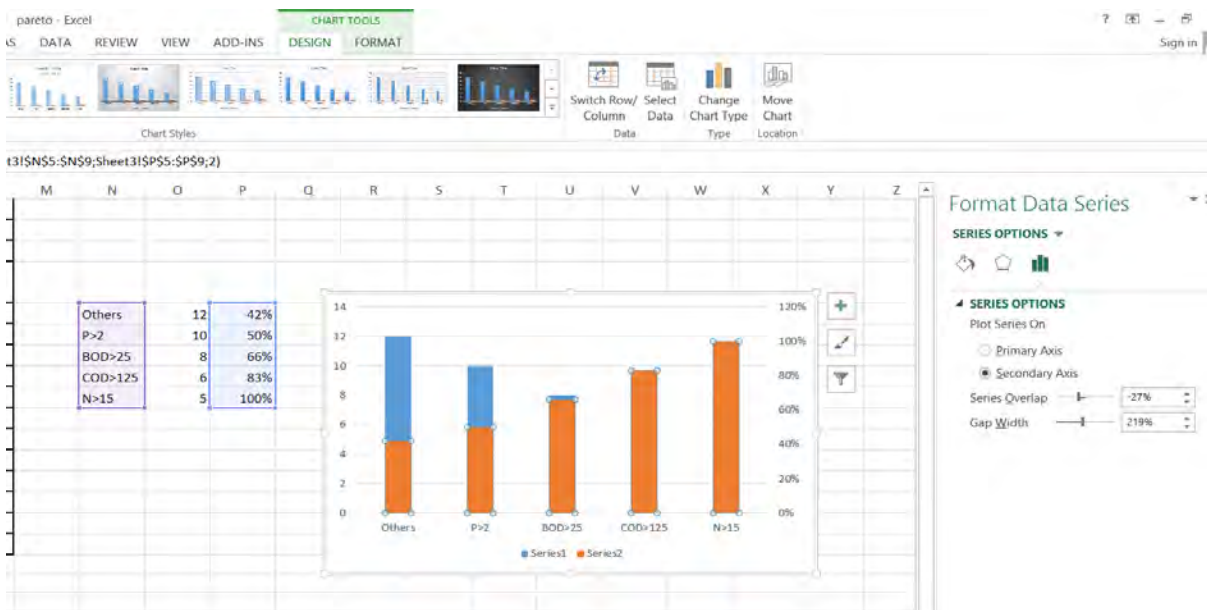 pareto - Excel
CHART TOOLS
?
AS DATA REVIEW VIEW ADD-INS DESIGN FORMAT
Sign in
Switch Row/ Column
Select Data
Change Chart Type
Move Chart
Chart Styles
Data
Type
Location
t3!$N$5:$N$9;Sheet3!$P$5:$P$9;2)
M N O P Q R S T U V W X Y Z
Format Data Series
SERIES OPTIONS
SERIES OPTIONS
Plot Series On
Primary Axis
Secondary Axis
Series Overlap -27%
Gap Width 219%
Others 12 42%
P>2 10 50%
BOD>25 8 66%
COD>125 6 83%
N>15 5 100%
14
12
10
8
6
4
2
0
120%
100%
80%
60%
40%
20%
0%
Others P>2 BOD>25 COD>125 N>15
Series1 Series2